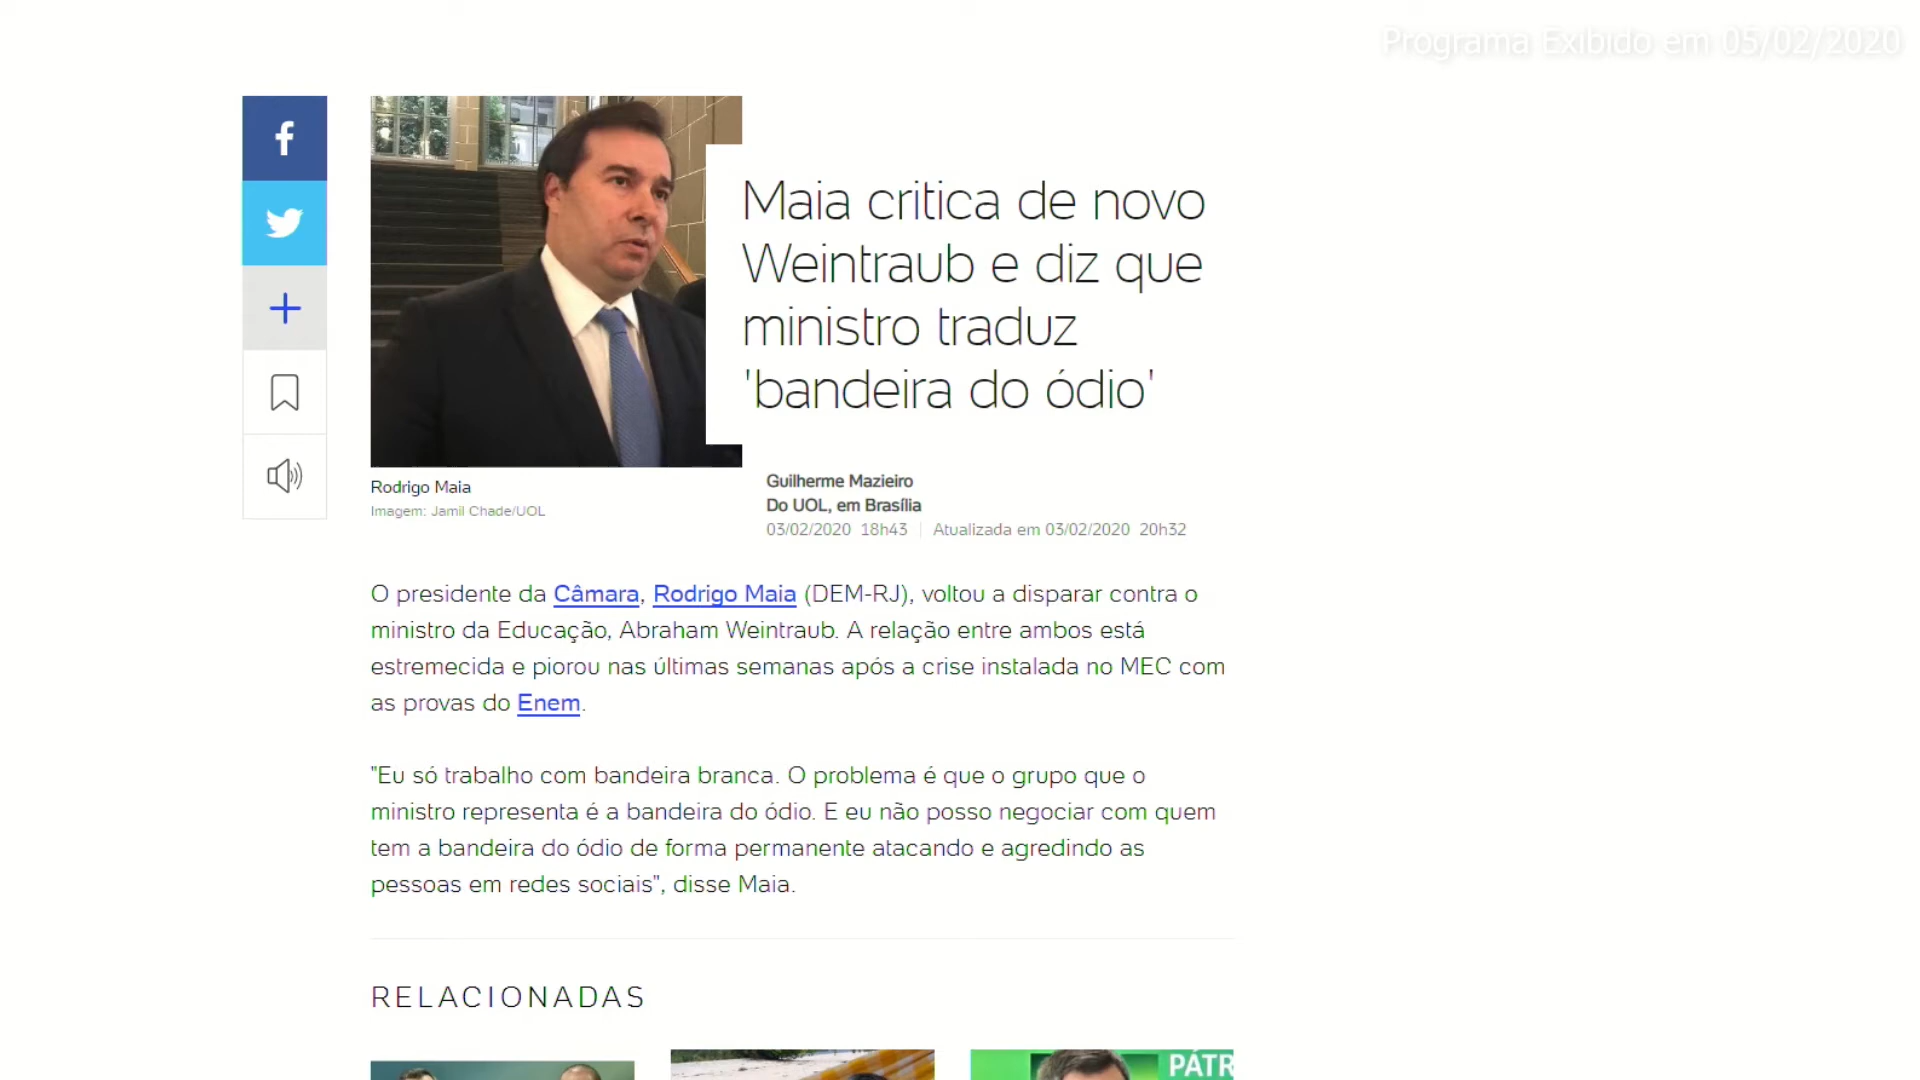 Programa Exibido em 05/02/2020
f
Maia critica de novo
Weintraub e diz que
ministro traduz
'bandeira do ódio'
Rodrigo Maia
Imagem: Jamil Chade/UOL
Guilherme Mazieiro
Do UOL, em Brasília
03/02/2020 18h43 | Atualizada em 03/02/2020 20h32
O presidente da Câmara, Rodrigo Maia (DEM-RJ), voltou a disparar contra o
ministro da Educação, Abraham Weintraub. A relação entre ambos está
estremecida e piorou nas últimas semanas após a crise instalada no MEC com
as provas do Enem.
"Eu só trabalho com bandeira branca. O problema é que o grupo que o
ministro representa é a bandeira do ódio. E eu não posso negociar com quem
tem a bandeira do ódio de forma permanente atacando e agredindo as
pessoas em redes sociais", disse Maia.
RELACIONADAS
PÁTR